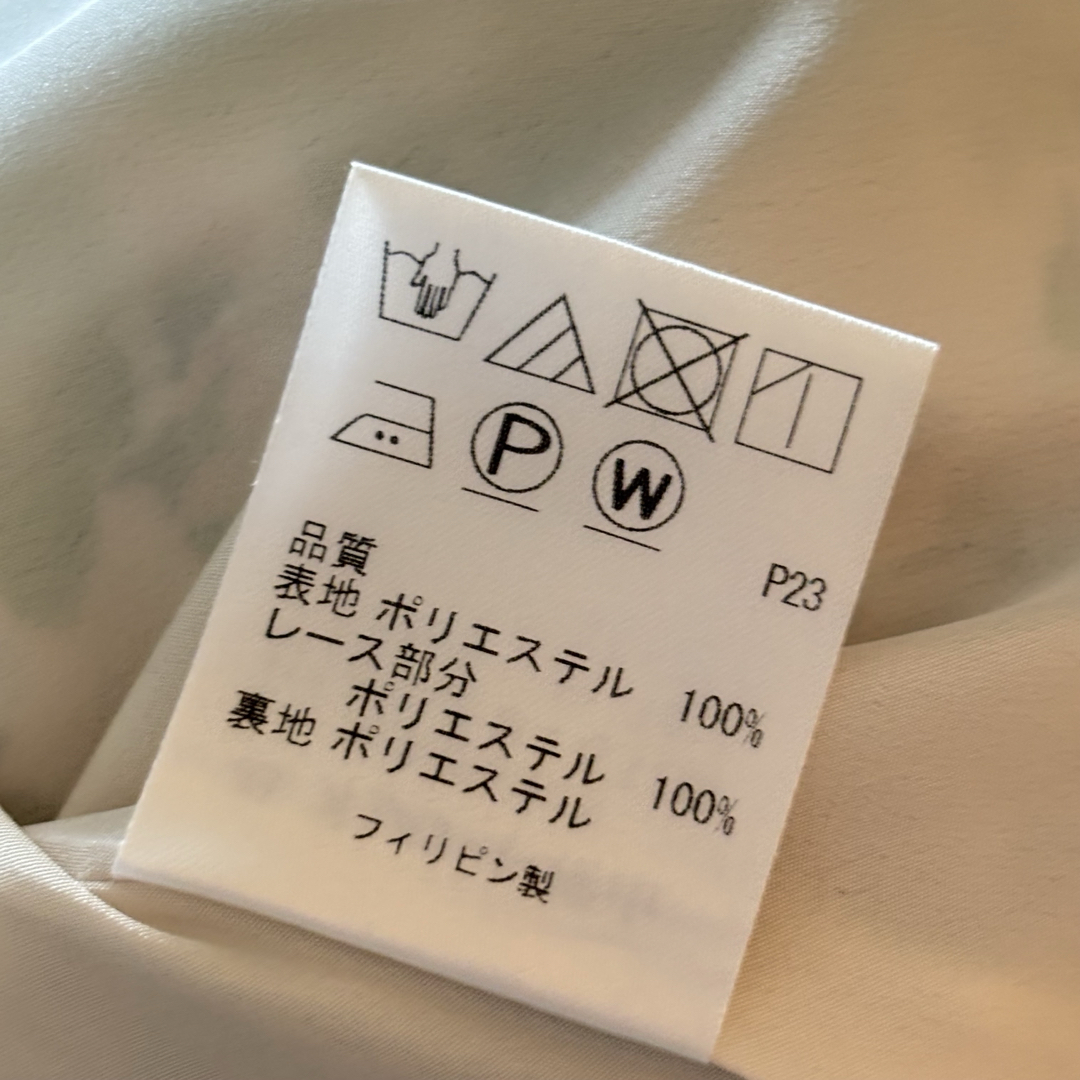 P W
P23
品質
表地 ポリエステル 100%
レース部分
ポリエステル 100%
裏地 ポリエステル
フィリピン製